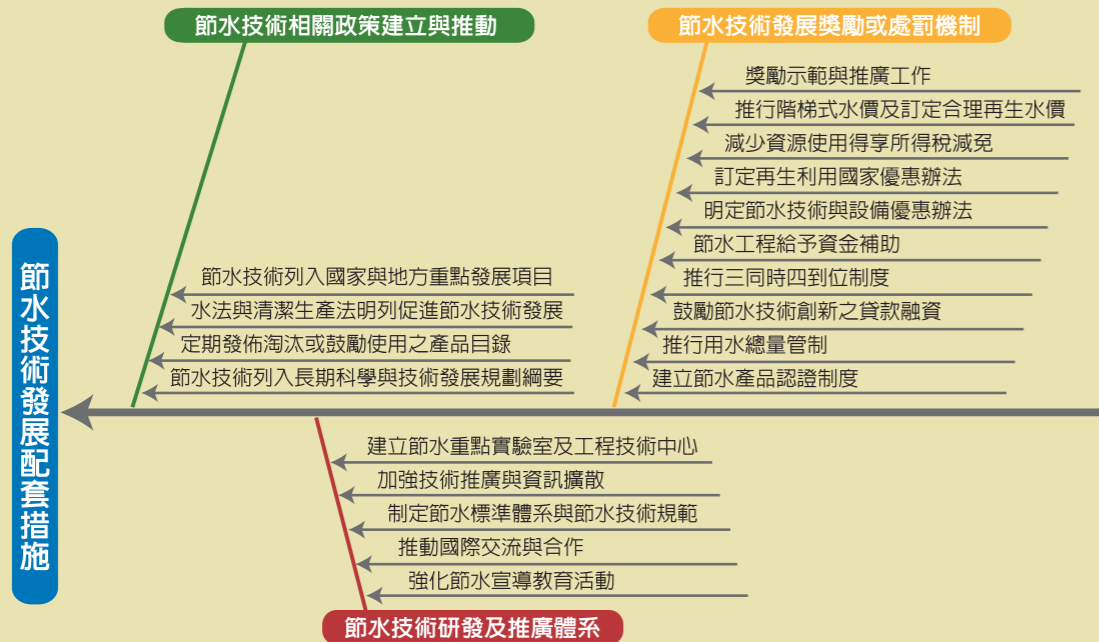 節水技術相關政策建立與推動
節水技術發展獎勵或處罰機制
獎勵示範與推廣工作
推行階梯式水價及訂定合理再生水價
減少資源使用得享所得稅減免
訂定再生利用國家優惠辦法
明定節水技術與設備優惠辦法
節水工程給予資金補助
推行三同時四到位制度
鼓勵節水技術創新之貸款融資
推行用水總量管制
建立節水產品認證制度
節水技術列入國家與地方重點發展項目
水法與清潔生產法明列促進節水技術發展
定期發佈淘汰或鼓勵使用之產品目錄
節水技術列入長期科學與技術發展規劃綱要
節水技術發展配套措施
建立節水重點實驗室及工程技術中心
加強技術推廣與資訊擴散
制定節水標準體系與節水技術規範
推動國際交流與合作
強化節水宣導教育活動
節水技術研發及推廣體系